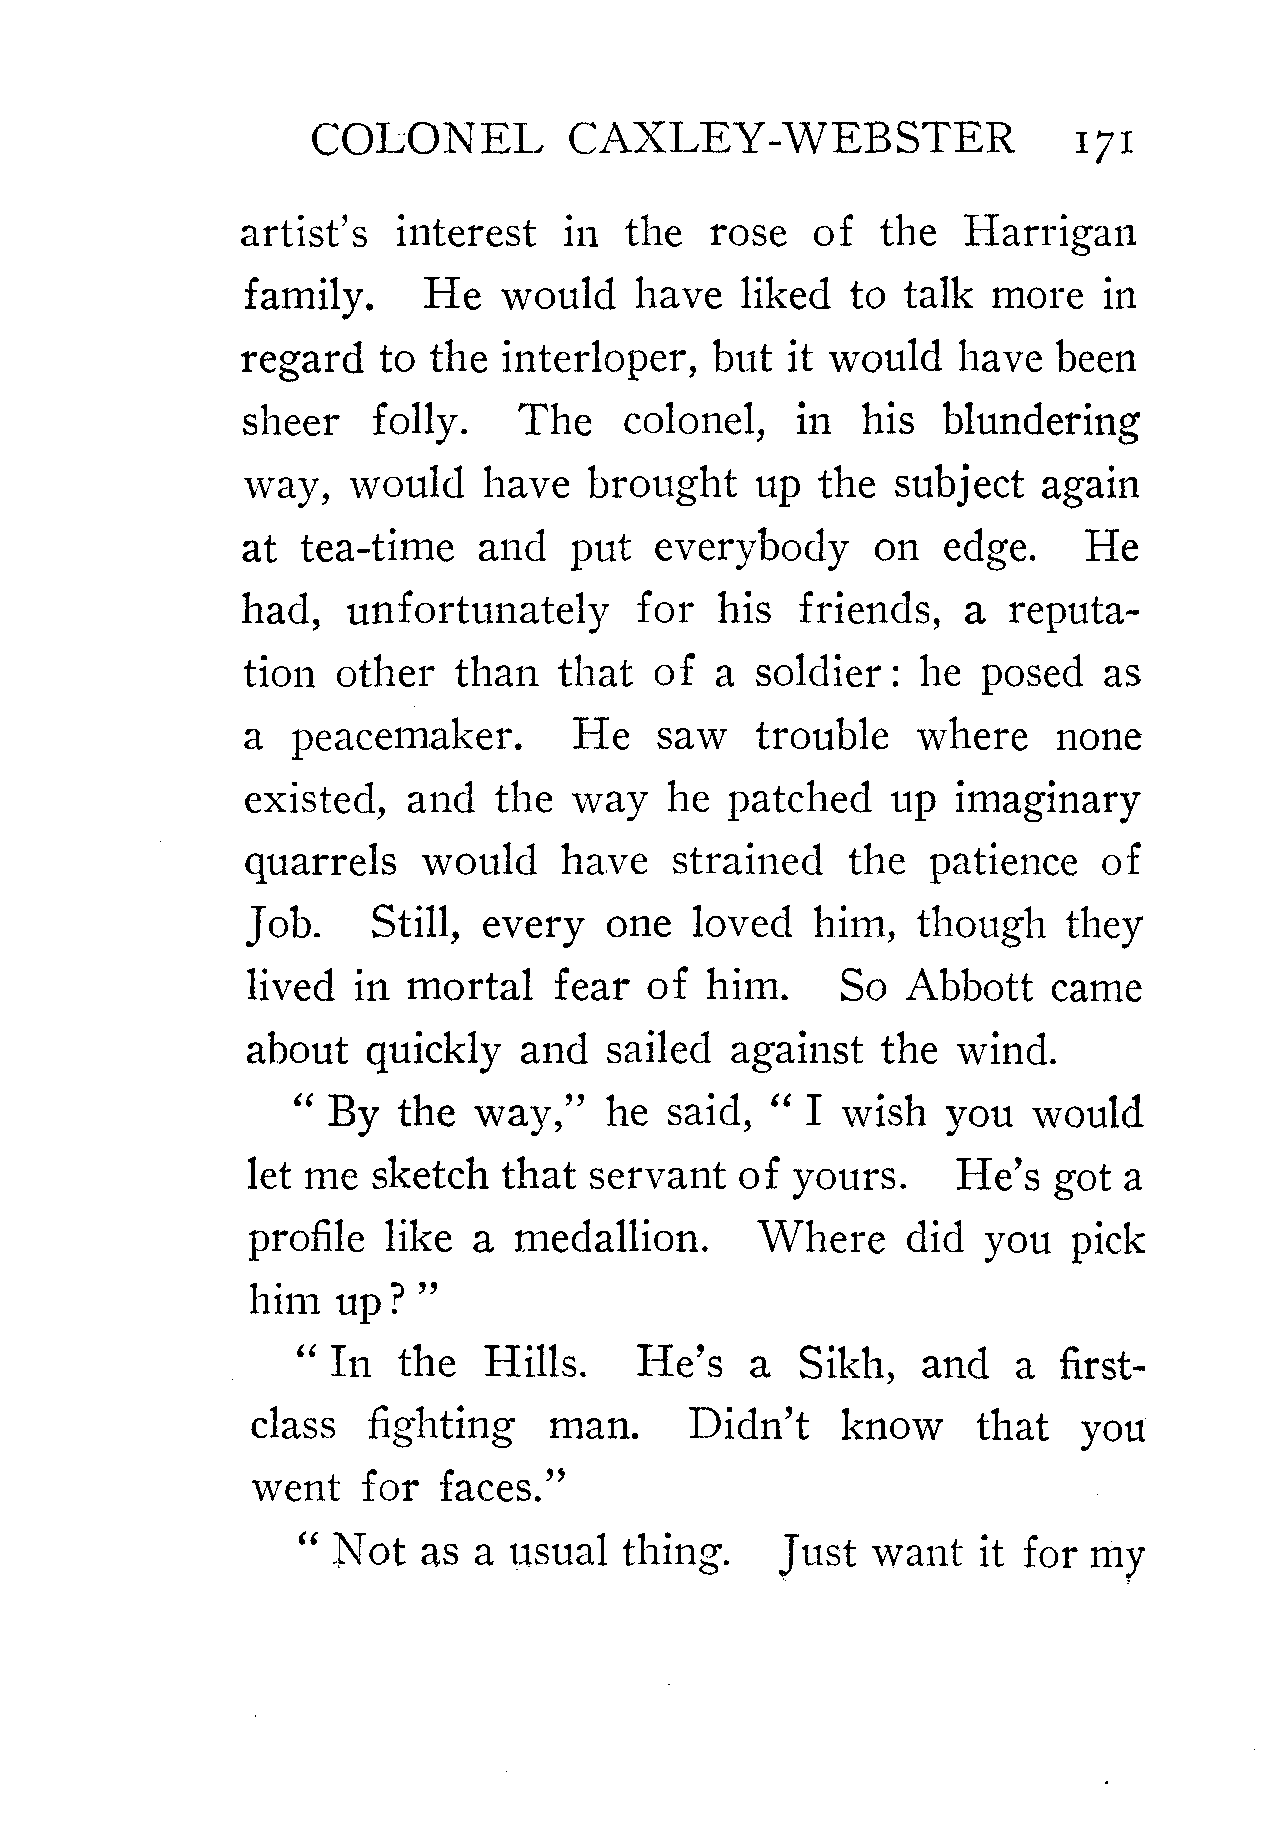 COLONEL CAXLEY-WEBSTER 171
artist's interest in the rose of the Harrigan
family. He would have liked to talk more in
regard to the interloper, but it would have been
sheer folly. The colonel, in his blundering
way, would have brought up the subject again
at tea-time and put everybody on edge. He
had, unfortunately for his friends, a reputa-
tion other than that of a soldier: he posed as
a peacemaker. He saw trouble where none
existed, and the way he patched up imaginary
quarrels would have strained the patience of
Job. Still, every one loved him, though they
lived in mortal fear of him. So Abbott came
about quickly and sailed against the wind.
“ By the way,” he said, “ I wish you would
let me sketch that servant of yours. He's got a
profile like a medallion. Where did you pick
him up? ”
“ In the Hills. He's a Sikh, and a first-
class fighting man. Didn't know that you
went for faces.”
“ Not as a usual thing. Just want it for my